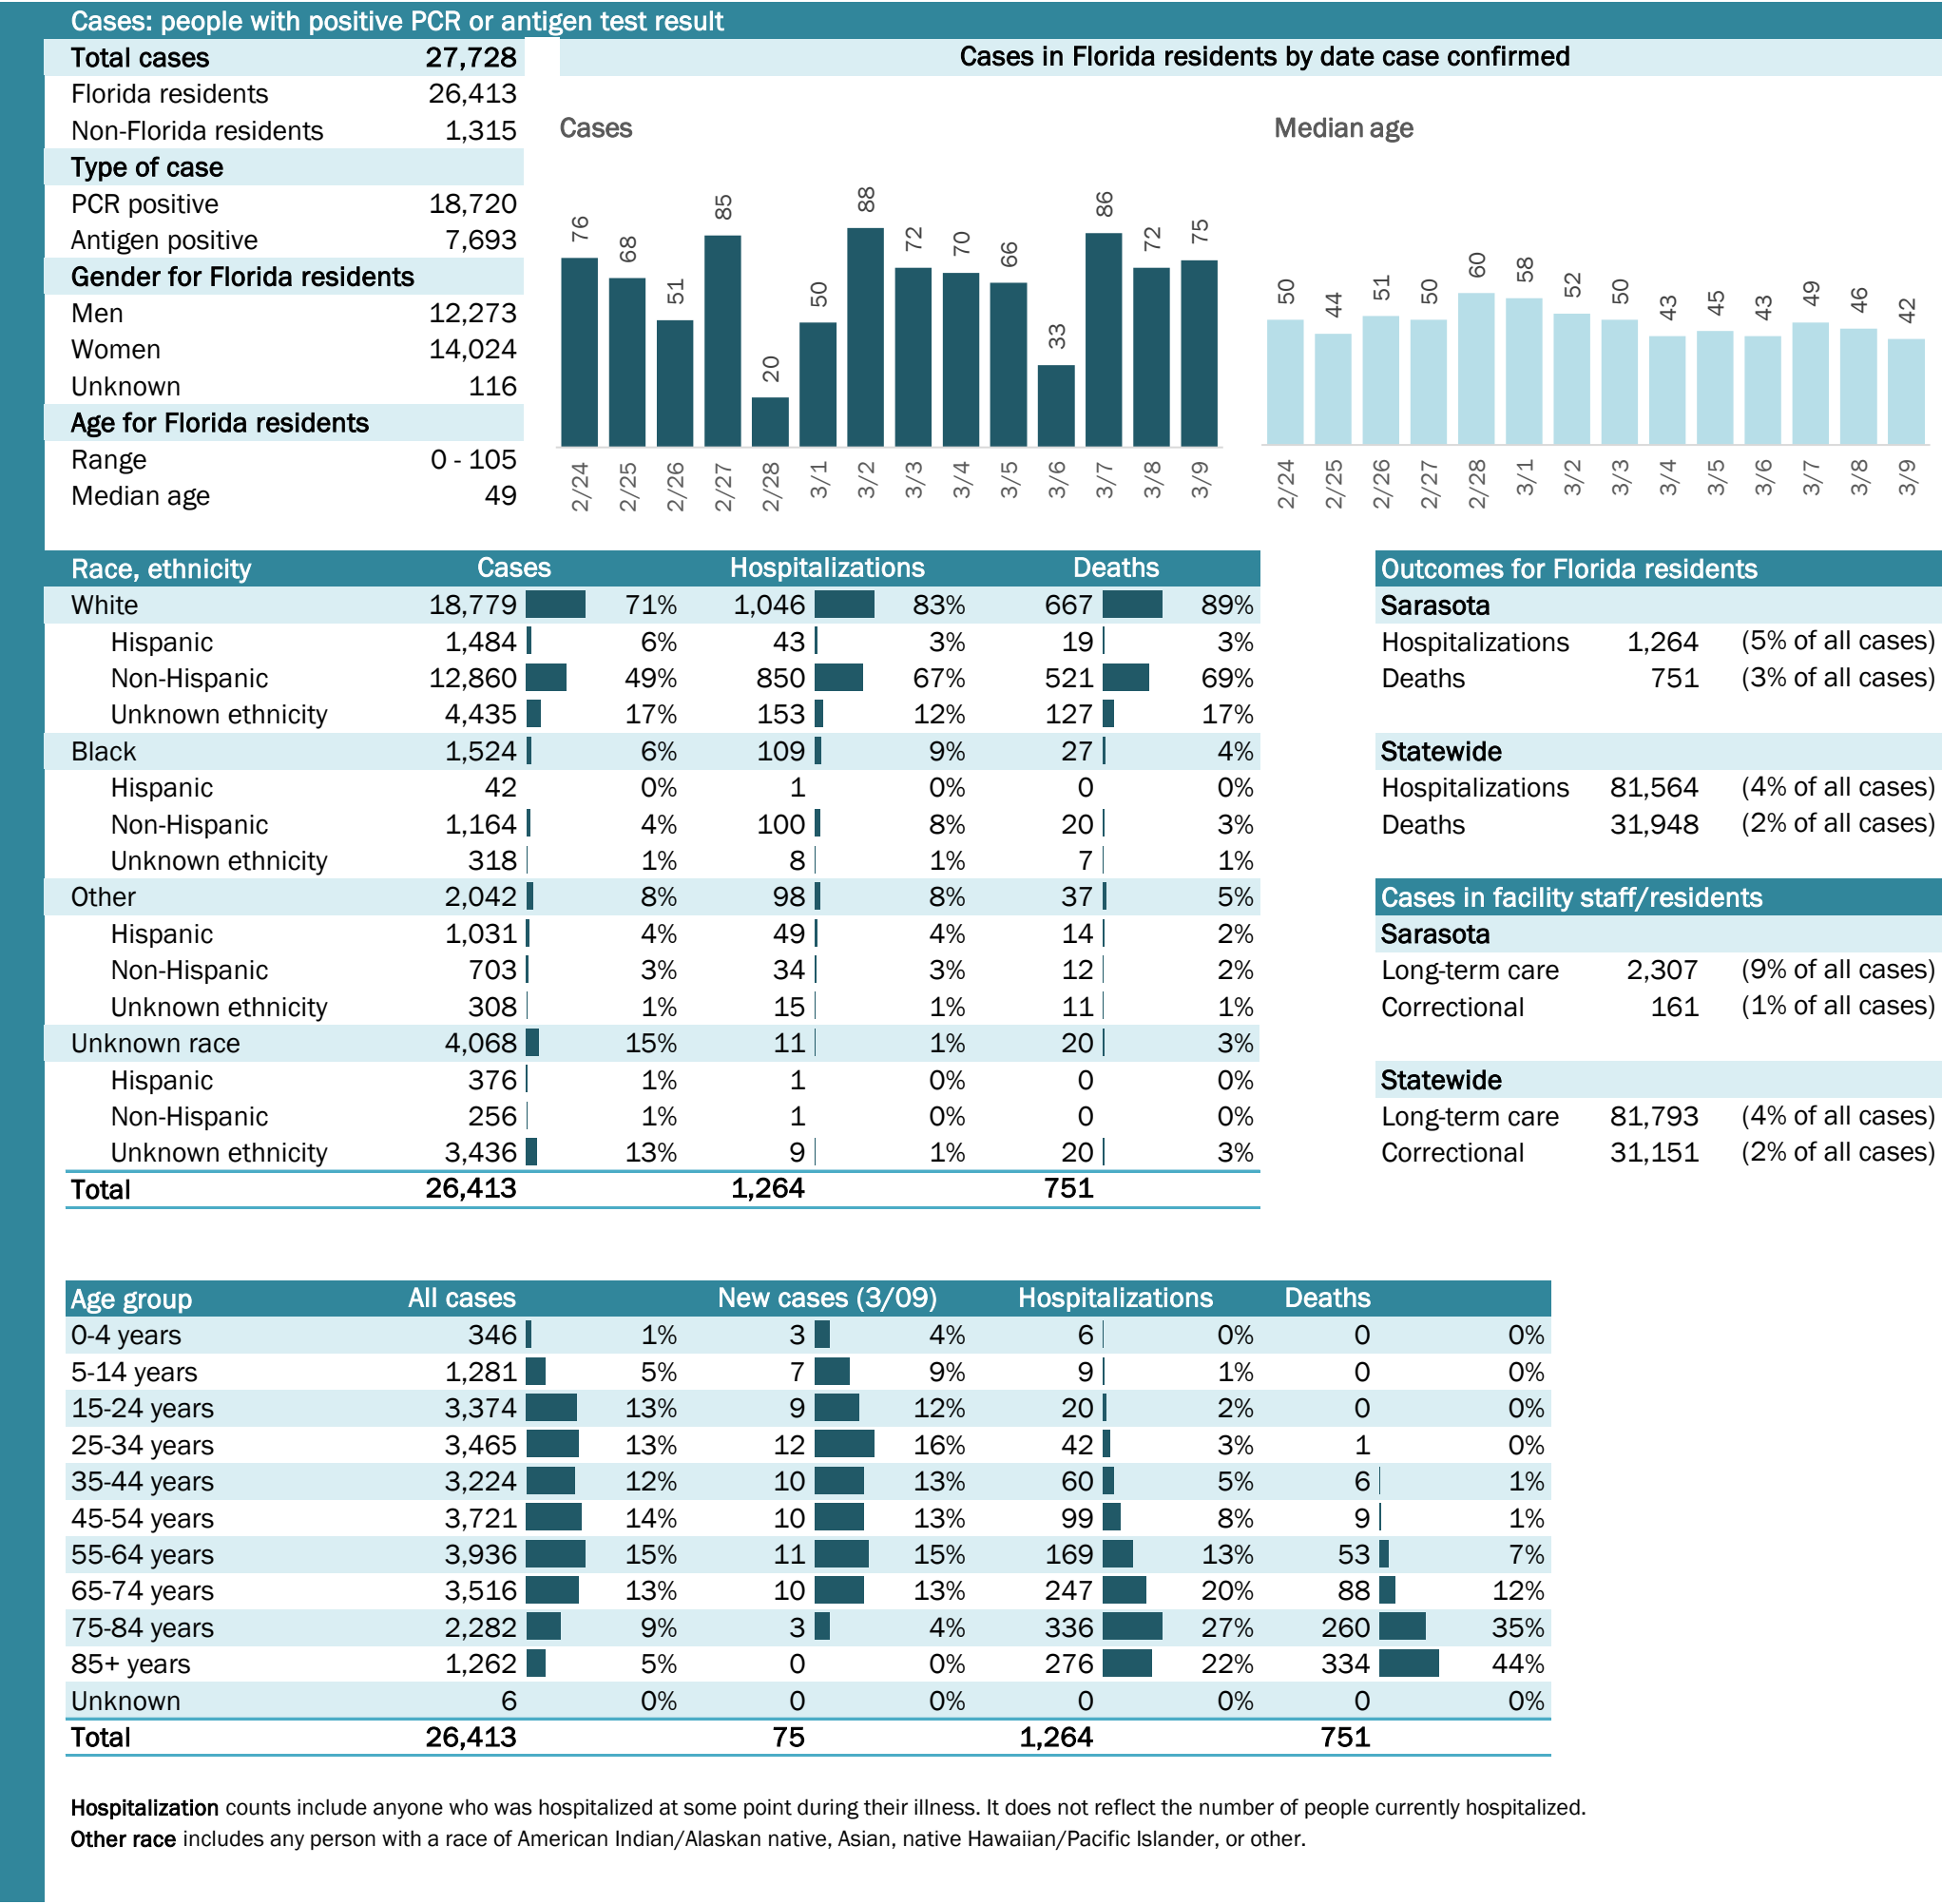 Cases: people with positive PCR or antigen test result
Total cases 27,728
Florida residents 26,413
Non-Florida residents 1,315
Type of case
PCR positive 18,720
Antigen positive 7,693
Gender for Florida residents
Men 12,273
Women 14,024
Unknown 116
Age for Florida residents
Range 0 - 105
Median age 49
Cases in Florida residents by date case confirmed
Cases
76 68 51 85 20 50 88 72 70 66 33 86 72 75
2/24 2/25 2/26 2/27 2/28 3/1 3/2 3/3 3/4 3/5 3/6 3/7 3/8 3/9
Median age
50 44 51 50 60 58 52 50 43 45 43 49 46 42
2/24 2/25 2/26 2/27 2/28 3/1 3/2 3/3 3/4 3/5 3/6 3/7 3/8 3/9
Race, ethnicity Cases Hospitalizations Deaths
White 18,779 71% 1,046 83% 667 89%
Hispanic 1,484 6% 43 3% 19 3%
Non-Hispanic 12,860 49% 850 67% 521 69%
Unknown ethnicity 4,435 17% 153 12% 127 17%
Black 1,524 6% 109 9% 27 4%
Hispanic 42 0% 1 0% 0 0%
Non-Hispanic 1,164 4% 100 8% 20 3%
Unknown ethnicity 318 1% 8 1% 7 1%
Other 2,042 8% 98 8% 37 5%
Hispanic 1,031 4% 49 4% 14 2%
Non-Hispanic 703 3% 34 3% 12 2%
Unknown ethnicity 308 1% 15 1% 11 1%
Unknown race 4,068 15% 11 1% 20 3%
Hispanic 376 1% 1 0% 0 0%
Non-Hispanic 256 1% 1 0% 0 0%
Unknown ethnicity 3,436 13% 9 1% 20 3%
Total 26,413 1,264 751
Outcomes for Florida residents
Sarasota
Hospitalizations 1,264 (5% of all cases)
Deaths 751 (3% of all cases)
Statewide
Hospitalizations 81,564 (4% of all cases)
Deaths 31,948 (2% of all cases)
Cases in facility staff/residents
Sarasota
Long-term care 2,307 (9% of all cases)
Correctional 161 (1% of all cases)
Statewide
Long-term care 81,793 (4% of all cases)
Correctional 31,151 (2% of all cases)
Age group All cases New cases (3/09) Hospitalizations Deaths
0-4 years 346 1% 3 4% 6 0% 0 0%
5-14 years 1,281 5% 7 9% 9 1% 0 0%
15-24 years 3,374 13% 9 12% 20 2% 0 0%
25-34 years 3,465 13% 12 16% 42 3% 1 0%
35-44 years 3,224 12% 10 13% 60 5% 6 1%
45-54 years 3,721 14% 10 13% 99 8% 9 1%
55-64 years 3,936 15% 11 15% 169 13% 53 7%
65-74 years 3,516 13% 10 13% 247 20% 88 12%
75-84 years 2,282 9% 3 4% 336 27% 260 35%
85+ years 1,262 5% 0 0% 276 22% 334 44%
Unknown 6 0% 0 0% 0 0% 0 0%
Total 26,413 75 1,264 751
Hospitalization counts include anyone who was hospitalized at some point during their illness. It does not reflect the number of people currently hospitalized.
Other race includes any person with a race of American Indian/Alaskan native, Asian, native Hawaiian/Pacific Islander, or other.